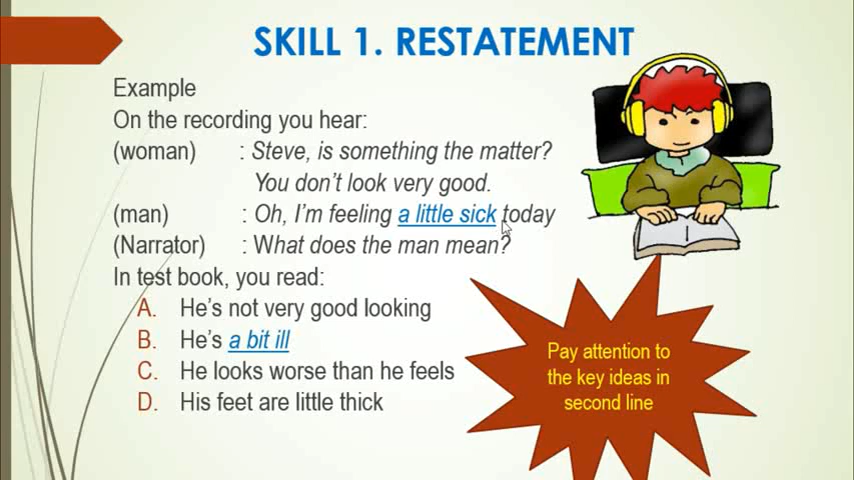 SKILL 1. RESTATEMENT
Example
On the recording you hear:
(woman) : Steve, is something the matter?
You don't look very good.
(man) : Oh, I'm feeling a little sick today
(Narrator) : What does the man mean?
In test book, you read:
A. He's not very good looking
B. He's a bit ill
C. He looks worse than he feels
D. His feet are little thick
Pay attention to
the key ideas in
second line